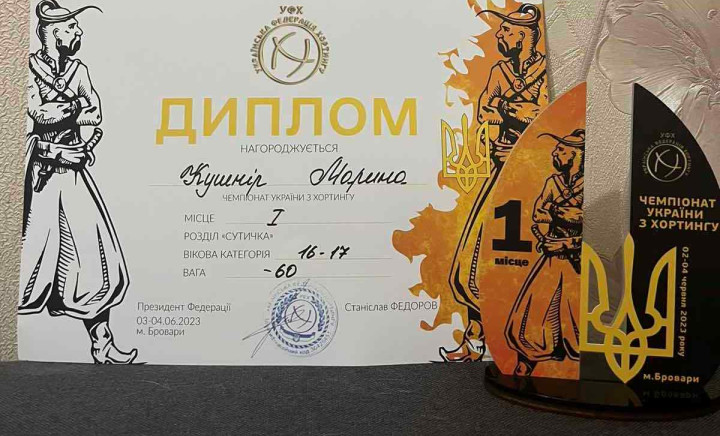 УФХ
УКРАЇНСЬКА ФЕДЕРАЦІЯ ХОРТИНГУ
ДИПЛОМ
НАГОРОДЖУЄТЬСЯ
Кушнір Марина
ЧЕМПІОНАТ УКРАЇНИ З ХОРТИНГУ
МІСЦЕ I
РОЗДІЛ «СУТИЧКА»
ВІКОВА КАТЕГОРІЯ 16-17
ВАГА -60
Президент Федерації Станіслав ФЕДОРОВ
03-04.06.2023
м. Бровари
1
місце
УФХ
ЧЕМПІОНАТ
УКРАЇНИ
З ХОРТИНГУ
02-04 червня 2023 року
м.Бровари